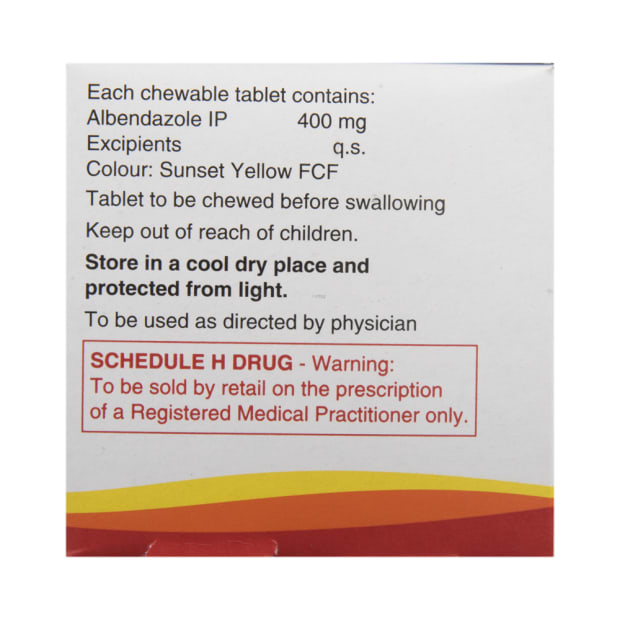 Each chewable tablet contains:
Albendazole IP 400 mg
Excipients q.s.
Colour: Sunset Yellow FCF
Tablet to be chewed before swallowing
Keep out of reach of children.
Store in a cool dry place and
protected from light.
To be used as directed by physician
SCHEDULE H DRUG - Warning:
To be sold by retail on the prescription
of a Registered Medical Practitioner only.